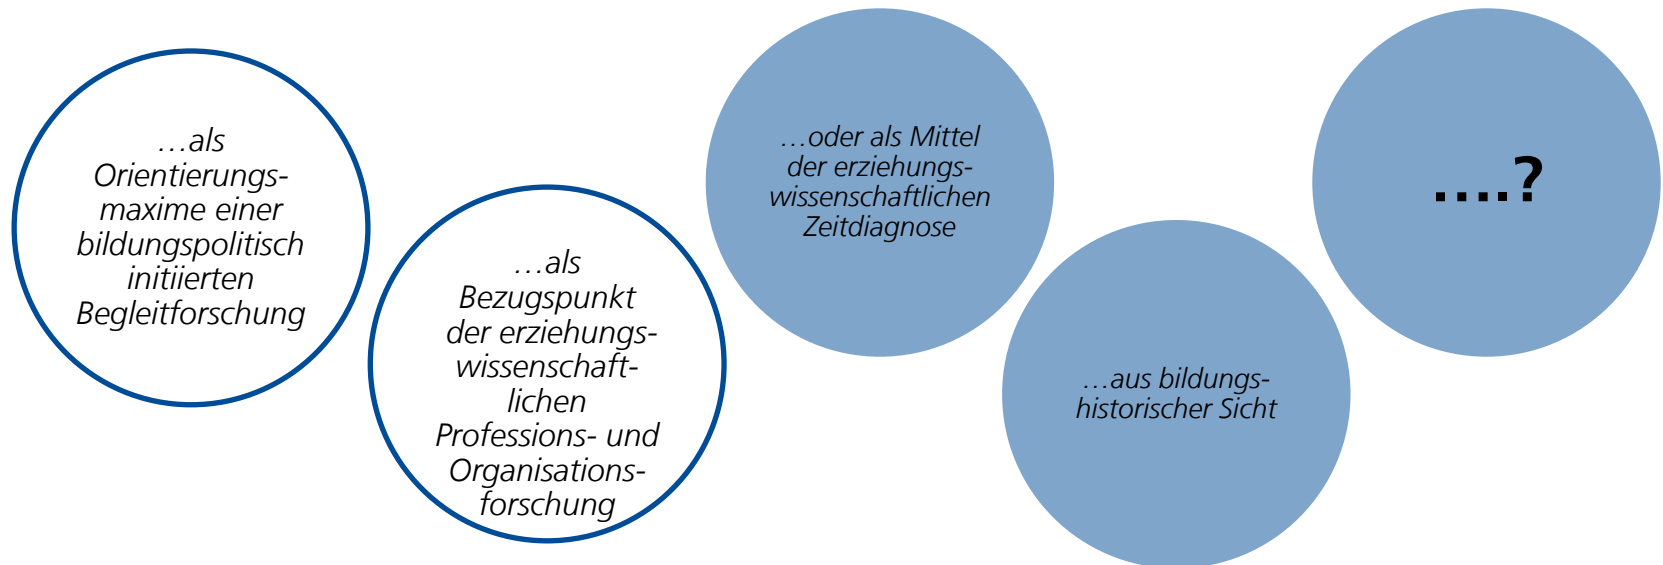 …als
Orientierungs-
maxime einer
bildungspolitisch
initiierten
Begleitforschung
…als
Bezugspunkt
der erziehungs-
wissenschaft-
lichen
Professions- und
Organisations-
forschung
…oder als Mittel
der erziehungs-
wissenschaftlichen
Zeitdiagnose
…aus bildungs-
historischer Sicht
….?